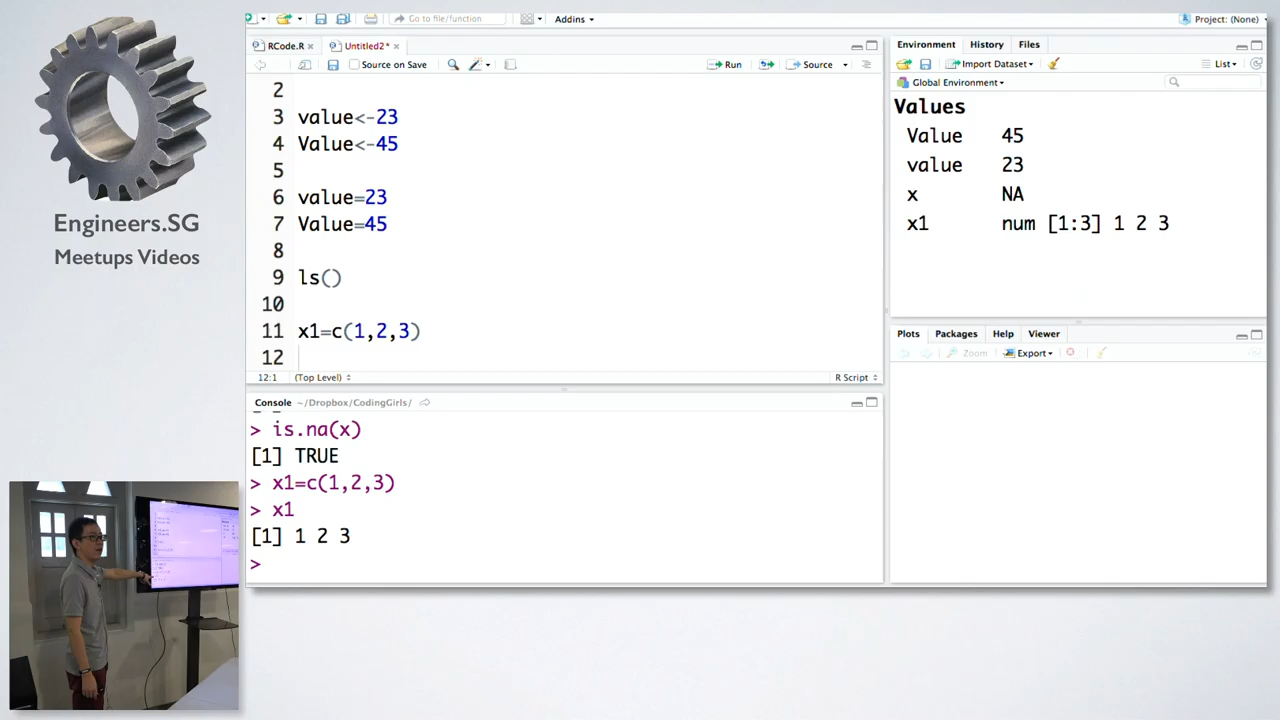 Engineers.SG
Meetups Videos
Go to file/function
Addins
Project: (None)
RCode.R
Untitled2*
Source on Save
Run
Source
2
3 value<-23
4 Value<-45
5
6 value=23
7 Value=45
8
9 ls()
10
11 x1=c(1,2,3)
12
12:1
(Top Level)
R Script
Console ~/Dropbox/CodingGirls/
> is.na(x)
[1] TRUE
> x1=c(1,2,3)
> x1
[1] 1 2 3
>
Environment
History
Files
Import Dataset
List
Global Environment
Values
Value 45
value 23
x NA
x1 num [1:3] 1 2 3
Plots
Packages
Help
Viewer
Zoom
Export